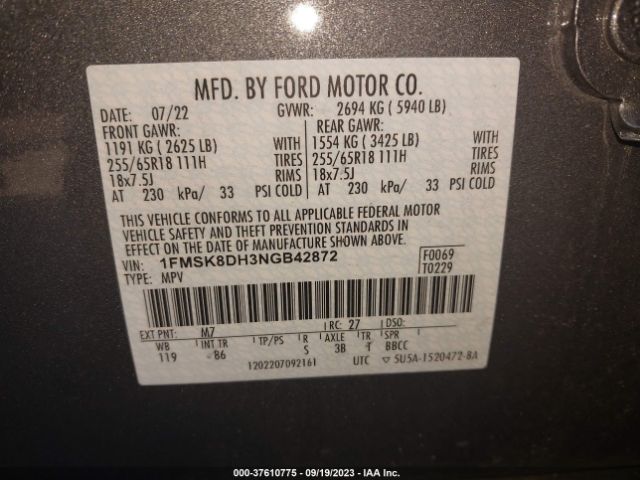 MFD. BY FORD MOTOR CO.
DATE: 07/22 GVWR: 2694 KG ( 5940 LB)
FRONT GAWR: REAR GAWR:
1191 KG ( 2625 LB) WITH 1554 KG ( 3425 LB) WITH
255/65R18 111H TIRES 255/65R18 111H TIRES
18x7.5J RIMS 18x7.5J RIMS
AT 230 kPa/ 33 PSI COLD AT 230 kPa/ 33 PSI COLD
THIS VEHICLE CONFORMS TO ALL APPLICABLE FEDERAL MOTOR
VEHICLE SAFETY AND THEFT PREVENTION STANDARDS IN
EFFECT ON THE DATE OF MANUFACTURE SHOWN ABOVE.
VIN: 1FMSK8DH3NGB42872 F0069
TYPE: MPV T0229
EXT PNT: M7 RC: 27 DSO:
WB INT TR TP/PS R AXLE TR SPR
119 86 S 3B T BBCC
1202207092161 UTC ▽ 5U5A-1520472-BA
000-37610775 - 09/19/2023 - IAA Inc.